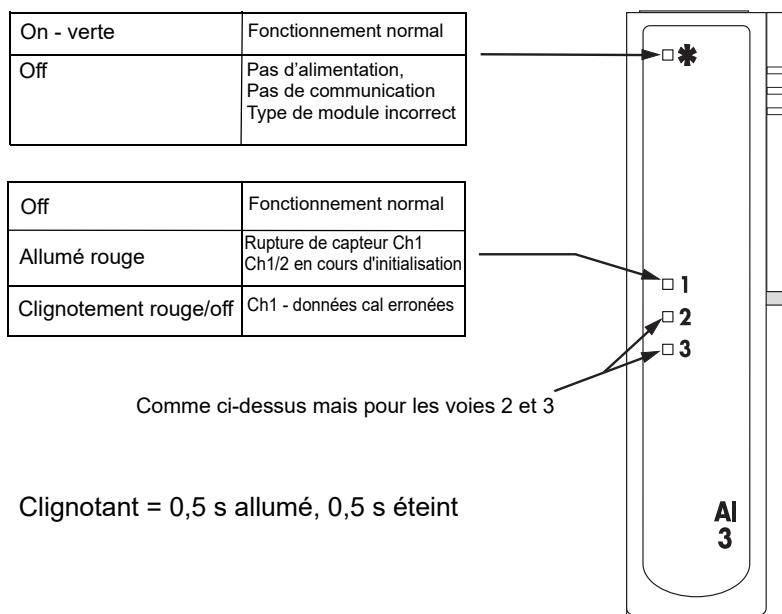 On - verte Fonctionnement normal
Off Pas d’alimentation,
Pas de communication
Type de module incorrect
✱
Off Fonctionnement normal
Allumé rouge Rupture de capteur Ch1
Ch1/2 en cours d'initialisation
Clignotement rouge/off Ch1 - données cal erronées
1
2
3
Comme ci-dessus mais pour les voies 2 et 3
Clignotant = 0,5 s allumé, 0,5 s éteint
AI
3